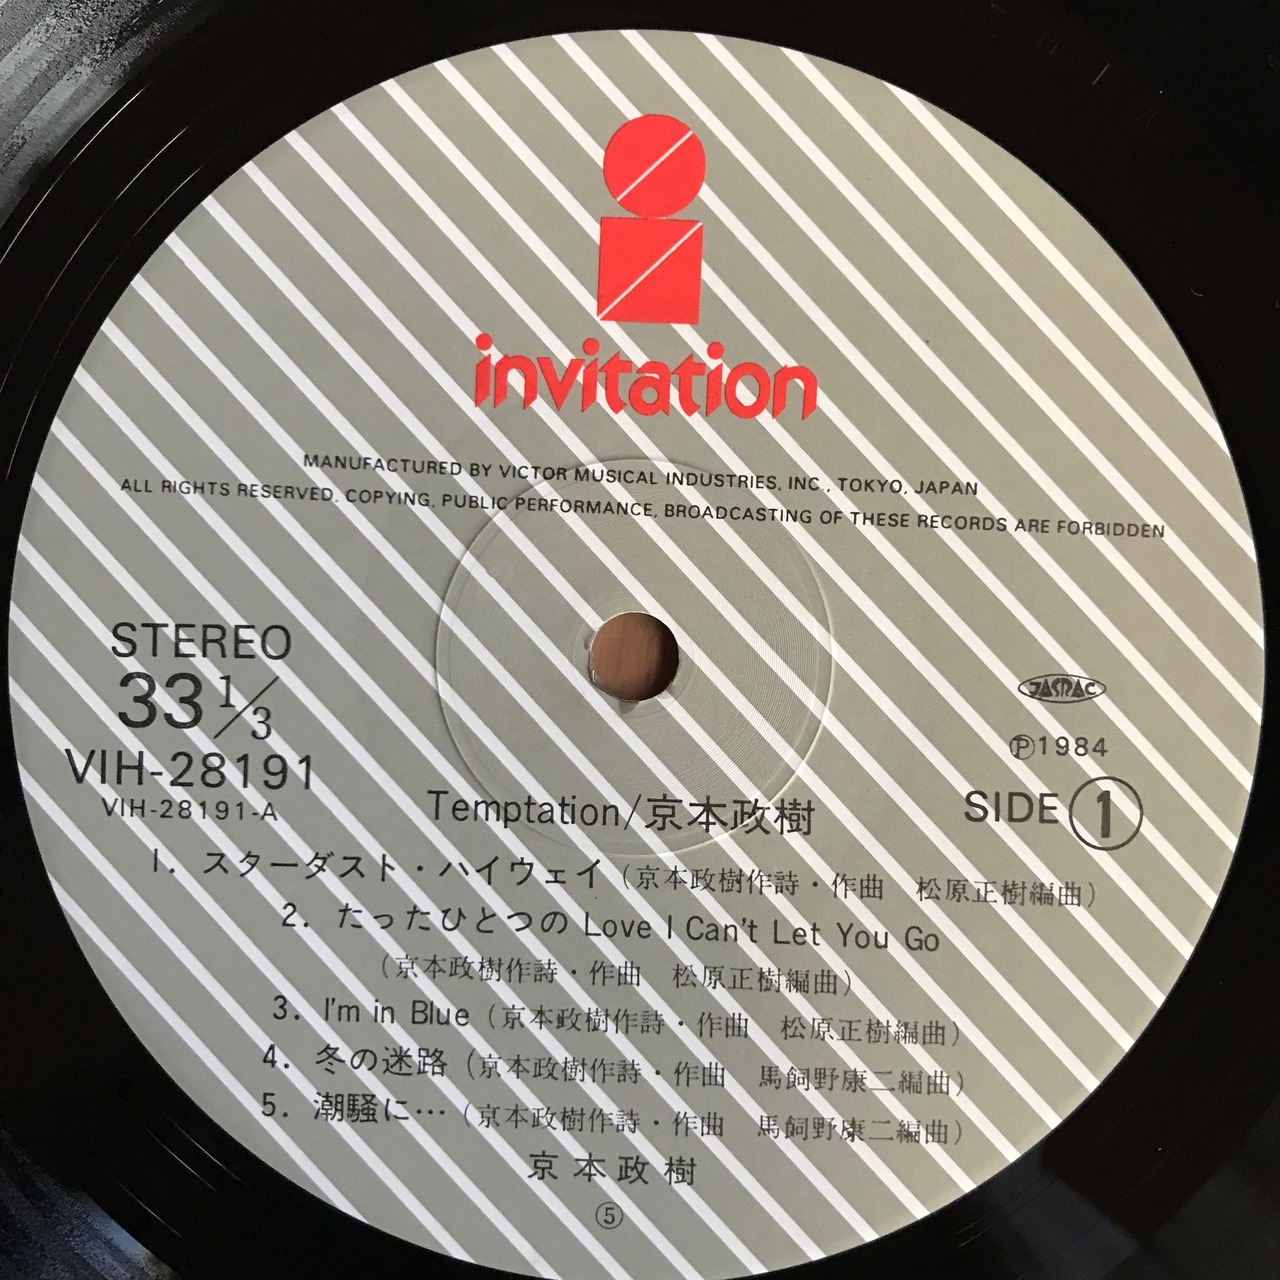 invitation
MANUFACTURED BY VICTOR MUSICAL INDUSTRIES, INC., TOKYO, JAPAN
ALL RIGHTS RESERVED. COPYING, PUBLIC PERFORMANCE, BROADCASTING OF THESE RECORDS ARE FORBIDDEN
STEREO
33 1/3
VIH-28191
VIH-28191-A
JASRAC
Ⓟ1984
SIDE 1
Temptation/京本政樹
1. スターダスト・ハイウェイ（京本政樹作詩・作曲　松原正樹編曲）
2. たったひとつの Love I Can't Let You Go
（京本政樹作詩・作曲　松原正樹編曲）
3. I'm in Blue（京本政樹作詩・作曲　松原正樹編曲）
4. 冬の迷路（京本政樹作詩・作曲　馬飼野康二編曲）
5. 潮騒に…（京本政樹作詩・作曲　馬飼野康二編曲）
京本政樹
⑤